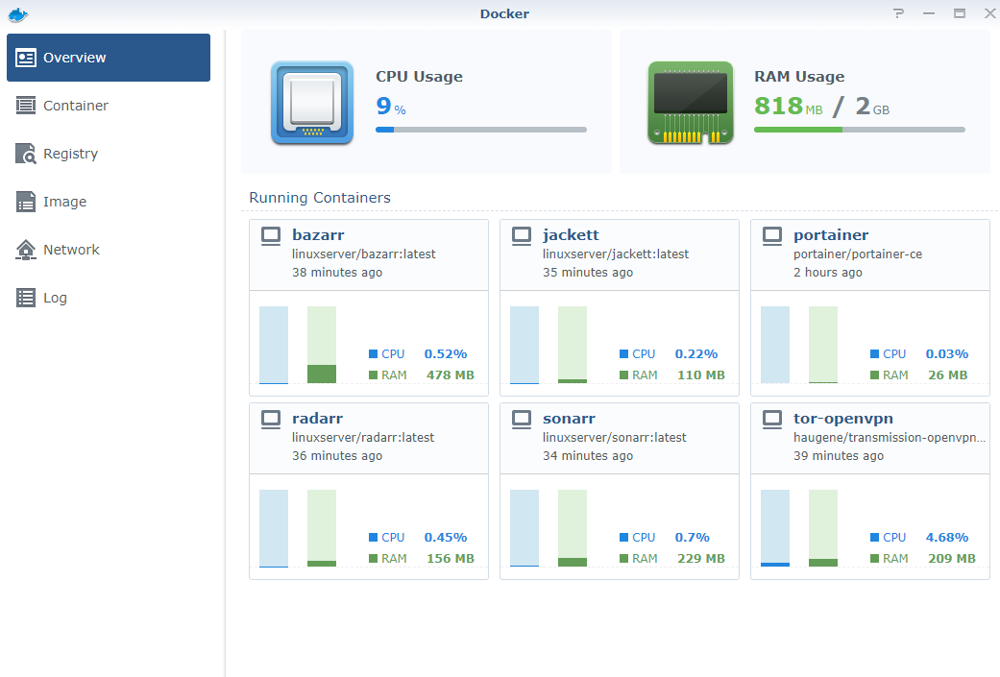 Docker
?
Overview
Container
Registry
Image
Network
Log
CPU Usage
9 %
RAM Usage
818 MB / 2 GB
Running Containers
bazarr
linuxserver/bazarr:latest
38 minutes ago
CPU 0.52%
RAM 478 MB
jackett
linuxserver/jackett:latest
35 minutes ago
CPU 0.22%
RAM 110 MB
portainer
portainer/portainer-ce
2 hours ago
CPU 0.03%
RAM 26 MB
radarr
linuxserver/radarr:latest
36 minutes ago
CPU 0.45%
RAM 156 MB
sonarr
linuxserver/sonarr:latest
34 minutes ago
CPU 0.7%
RAM 229 MB
tor-openvpn
haugene/transmission-openvpn...
39 minutes ago
CPU 4.68%
RAM 209 MB